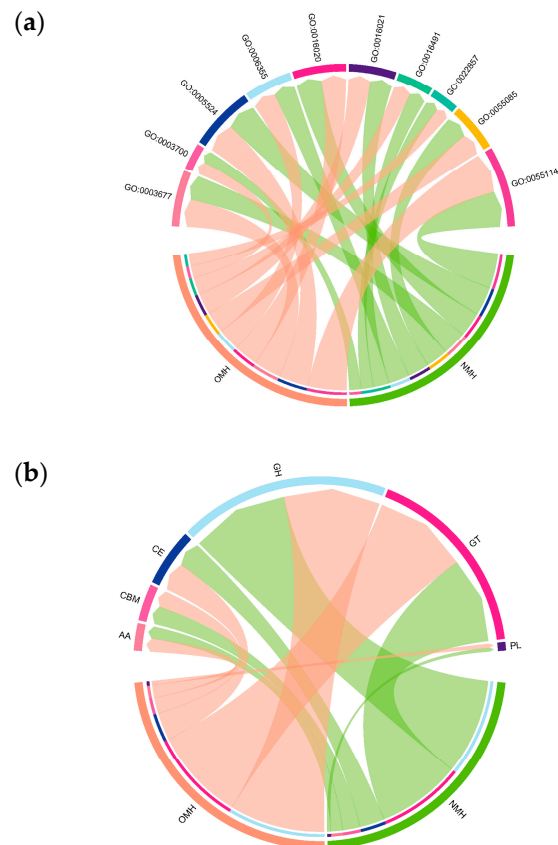 (a)
GO:0003677
GO:0003700
GO:0005524
GO:0006355
GO:0016020
GO:0016021
GO:0016491
GO:0022857
GO:0055085
GO:0055114
OMH
NMH
(b)
AA
CBM
CE
GH
GT
PL
OMH
NMH